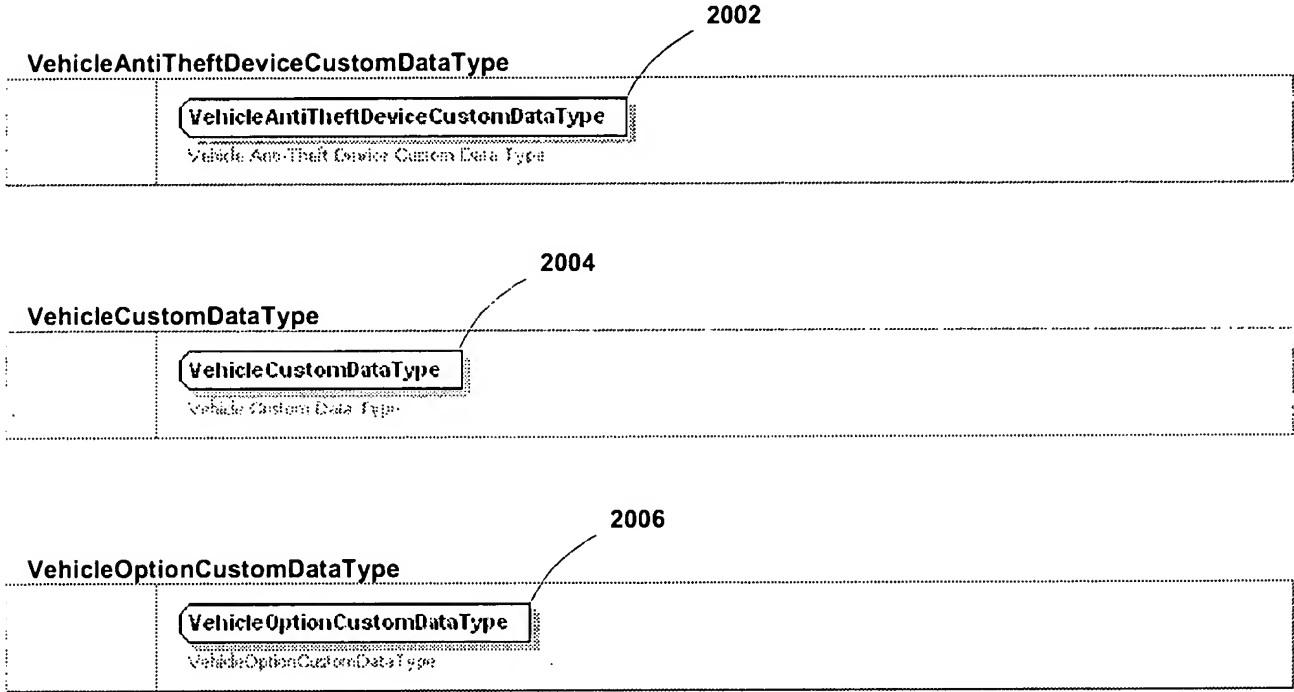 2002
VehicleAntiTheftDeviceCustomDataType
VehicleAntiTheftDeviceCustomDataType
Vehicle Anti-Theft Device Custom Data Type
2004
VehicleCustomDataType
VehicleCustomDataType
Vehicle Custom Data Type
2006
VehicleOptionCustomDataType
VehicleOptionCustomDataType
VehicleOptionCustomDataType